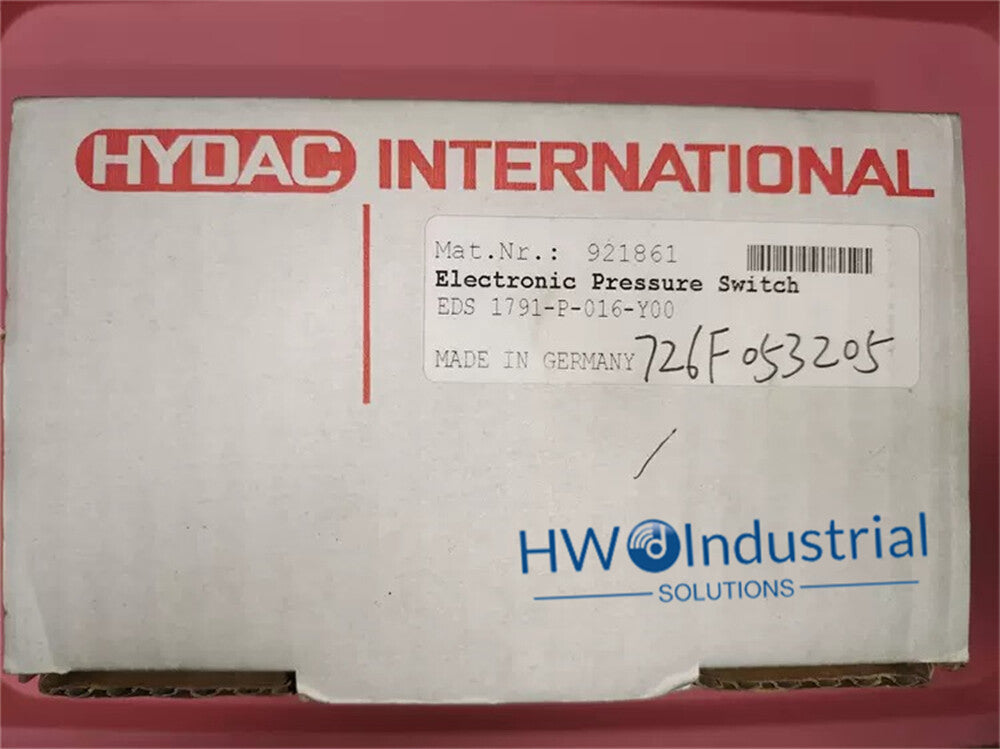 HYDAC INTERNATIONAL
Mat.Nr.: 921861
Electronic Pressure Switch
EDS 1791-P-016-Y00
MADE IN GERMANY 726F053205
HW Industrial
SOLUTIONS